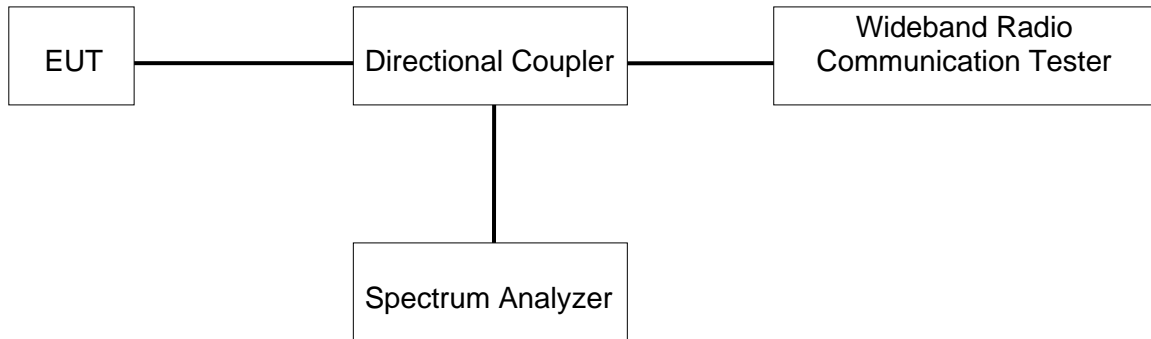 EUT
Directional Coupler
Wideband Radio
Communication Tester
Spectrum Analyzer